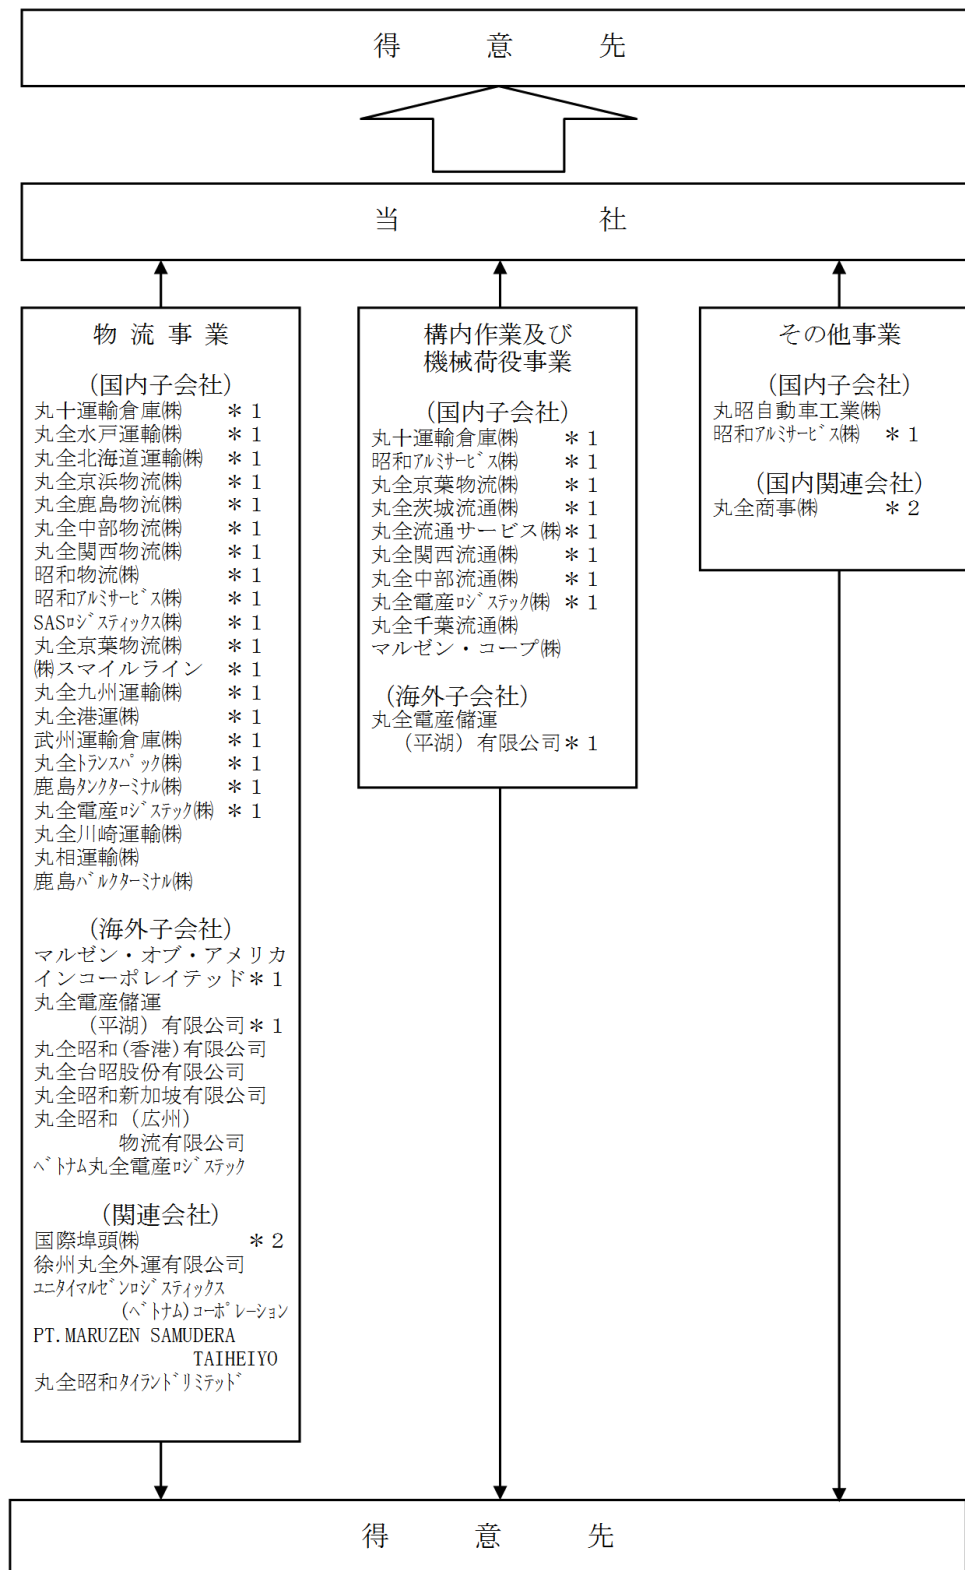 得意先
当社
物流事業
(国内子会社)
丸十運輸倉庫㈱ ＊１
丸全水戸運輸㈱ ＊１
丸全北海道運輸㈱ ＊１
丸全京浜物流㈱ ＊１
丸全鹿島物流㈱ ＊１
丸全中部物流㈱ ＊１
丸全関西物流㈱ ＊１
昭和物流㈱ ＊１
昭和ｱﾙﾐｻｰﾋﾞｽ㈱ ＊１
SASﾛｼﾞｽﾃｨｯｸｽ㈱ ＊１
丸全京葉物流㈱ ＊１
㈱スマイルライン ＊１
丸全九州運輸㈱ ＊１
丸全港運㈱ ＊１
武州運輸倉庫㈱ ＊１
丸全ﾄﾗﾝｽﾊﾟｯｸ㈱ ＊１
鹿島ﾀﾝｸﾀｰﾐﾅﾙ㈱ ＊１
丸全電産ﾛｼﾞｽﾃｯｸ㈱ ＊１
丸全川崎運輸㈱
丸相運輸㈱
鹿島ﾊﾞﾙｸﾀｰﾐﾅﾙ㈱
(海外子会社)
マルゼン・オブ・アメリカ
インコーポレイテッド＊１
丸全電産儲運
（平湖）有限公司＊１
丸全昭和(香港)有限公司
丸全台昭股份有限公司
丸全昭和新加坡有限公司
丸全昭和（広州）
物流有限公司
ﾍﾞﾄﾅﾑ丸全電産ﾛｼﾞｽﾃｯｸ
(関連会社)
国際埠頭㈱ ＊２
徐州丸全外運有限公司
ﾕﾆﾀｲﾏﾙｾﾞﾝﾛｼﾞｽﾃｨｯｸｽ
(ﾍﾞﾄﾅﾑ)ｺｰﾎﾟﾚｰｼｮﾝ
PT.MARUZEN SAMUDERA
TAIHEIYO
丸全昭和ﾀｲﾗﾝﾄﾞﾘﾐﾃｯﾄﾞ
構内作業及び
機械荷役事業
(国内子会社)
丸十運輸倉庫㈱ ＊１
昭和ｱﾙﾐｻｰﾋﾞｽ㈱ ＊１
丸全京葉物流㈱ ＊１
丸全茨城流通㈱ ＊１
丸全流通サービス㈱＊１
丸全関西流通㈱ ＊１
丸全中部流通㈱ ＊１
丸全電産ﾛｼﾞｽﾃｯｸ㈱ ＊１
丸全千葉流通㈱
マルゼン・コープ㈱
(海外子会社)
丸全電産儲運
（平湖）有限公司＊１
その他事業
(国内子会社)
丸昭自動車工業㈱
昭和ｱﾙﾐｻｰﾋﾞｽ㈱ ＊１
(国内関連会社)
丸全商事㈱ ＊２
得意先